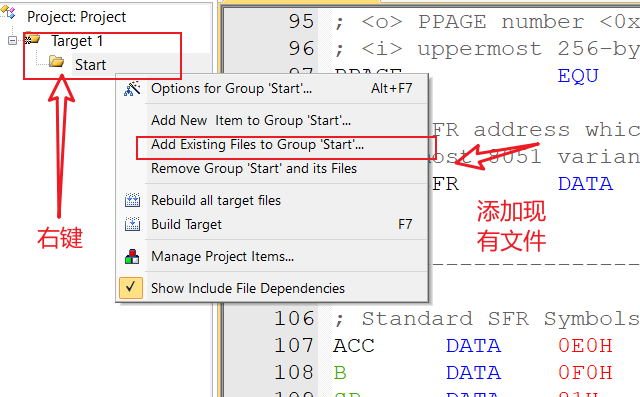 Project: Project
Target 1
Start
右键
Options for Group 'Start'... Alt+F7
Add New Item to Group 'Start'...
Add Existing Files to Group 'Start'...
Remove Group 'Start' and its Files
Rebuild all target files
Build Target F7
Manage Project Items...
Show Include File Dependencies
95 ; <o> PPAGE number <0x
96 ; <i> uppermost 256-by
EQU
FR address whic
ost 8051 varian
FR DATA
添加现
有文件
106 ; Standard SFR Symbols
107 ACC DATA 0E0H
108 B DATA 0F0H